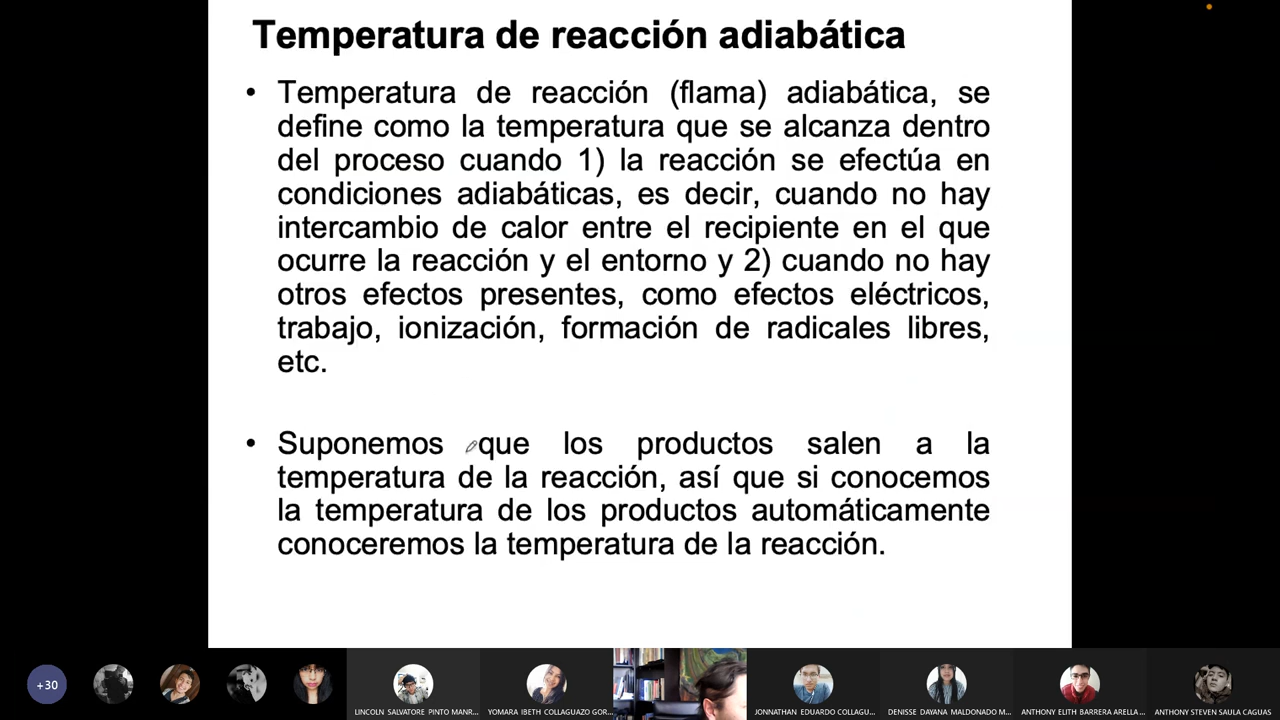 Temperatura de reacción adiabática
• Temperatura de reacción (flama) adiabática, se
define como la temperatura que se alcanza dentro
del proceso cuando 1) la reacción se efectúa en
condiciones adiabáticas, es decir, cuando no hay
intercambio de calor entre el recipiente en el que
ocurre la reacción y el entorno y 2) cuando no hay
otros efectos presentes, como efectos eléctricos,
trabajo, ionización, formación de radicales libres,
etc.
• Suponemos que los productos salen a la
temperatura de la reacción, así que si conocemos
la temperatura de los productos automáticamente
conoceremos la temperatura de la reacción.
+30
LINCOLN SALVATORE PINTO MANR...
YOMARA IBETH COLLAGUAZO GOR...
JONNATHAN EDUARDO COLLAGU...
DENISSE DAYANA MALDONADO M...
ANTHONY ELITH BARRERA ARELLA ...
ANTHONY STEVEN SAULA CAGUAS